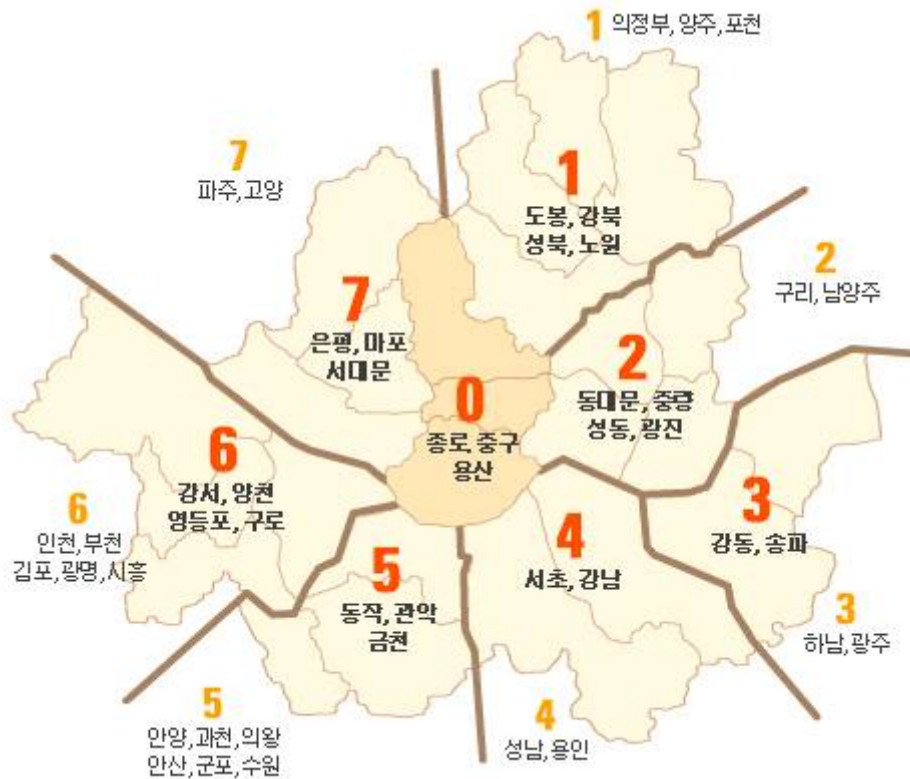 1 의정부, 양주, 포천
7
파주, 고양
1
도봉, 강북
성북, 노원
2
구리, 남양주
7
은평, 마포
서대문
2
동대문, 중랑
성동, 광진
0
종로, 중구
용산
6
강서, 양천
영등포, 구로
6
인천, 부천
김포, 광명, 시흥
3
강동, 송파
4
서초, 강남
5
동작, 관악
금천
3
하남, 광주
5
안양, 과천, 의왕
안산, 군포, 수원
4
성남, 용인